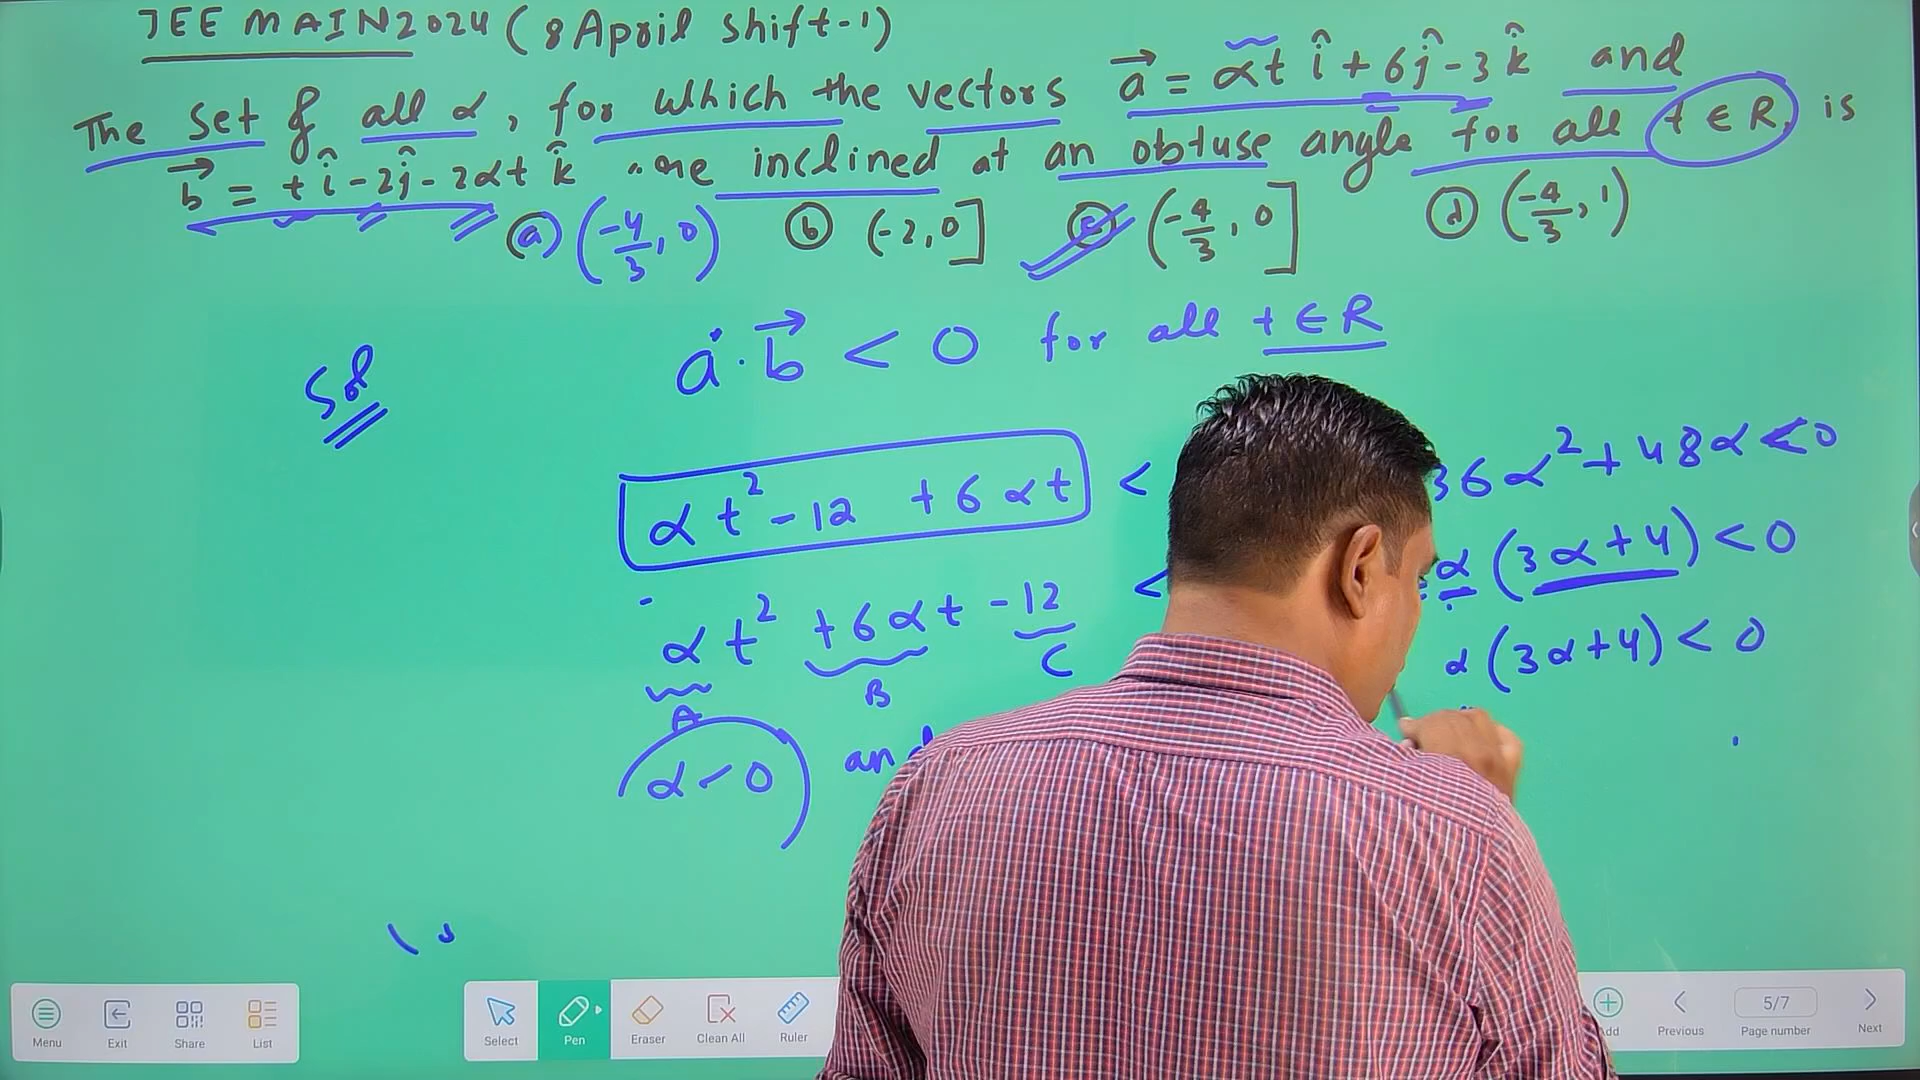 JEE MAIN 2024 (8 April Shift-1)
The set of all α, for which the vectors a⃗ = αt î + 6ĵ - 3k̂ and
b⃗ = t î - 2ĵ - 2αt k̂ are inclined at an obtuse angle for all t ∈ R, is
(a) (-4/3, 0) (b) (-2, 0] (c) (-4/3, 0] (d) (-4/3, 1)
Sol
a⃗ · b⃗ < 0 for all t ∈ R
αt² - 12 + 6αt <
αt² + 6αt - 12 <
A B C
α < 0 and
36α² + 48α < 0
α (3α + 4) < 0
α (3α + 4) < 0
Menu
Exit
Share
List
Select
Pen
Eraser
Clean All
Ruler
Previous
5/7
Page number
Next